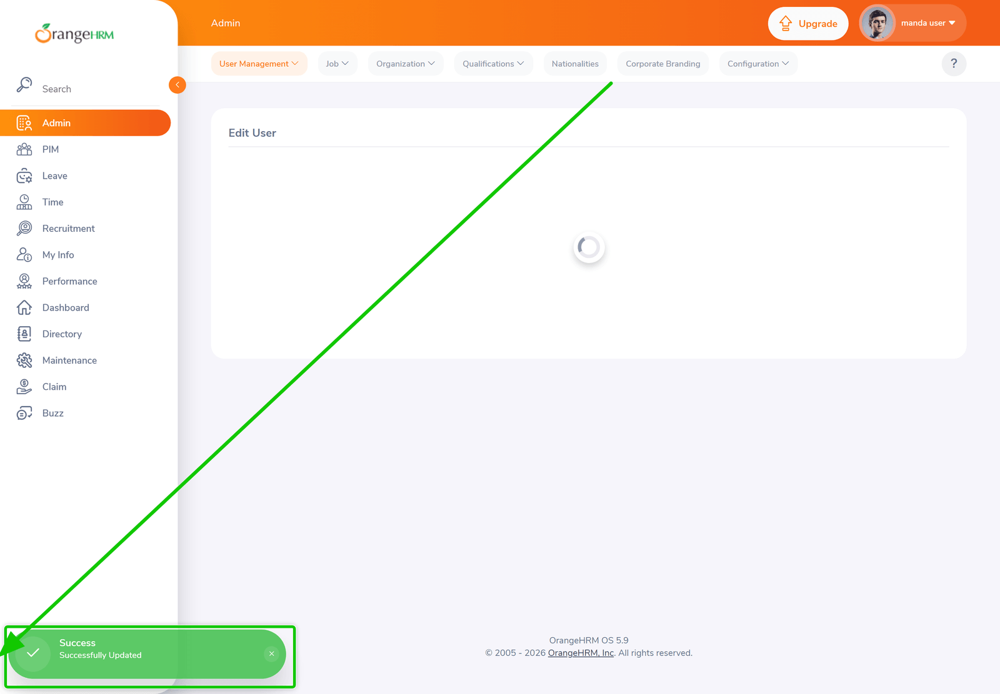 OrangeHRM
Admin
Upgrade
manda user
User Management
Job
Organization
Qualifications
Nationalities
Corporate Branding
Configuration
?
Search
Admin
PIM
Leave
Time
Recruitment
My Info
Performance
Dashboard
Directory
Maintenance
Claim
Buzz
Edit User
Success
Successfully Updated
OrangeHRM OS 5.9
© 2005 - 2026 OrangeHRM, Inc. All rights reserved.